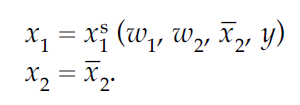 x₁ = x₁ˢ (w₁, w₂, x̄₂, y)
x₂ = x̄₂.